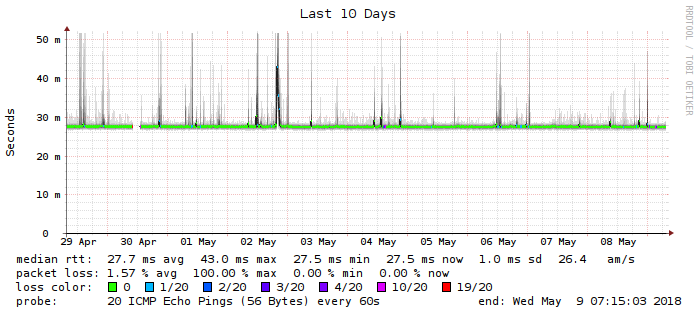 Last 10 Days
RRDTOOL / TOBI OETIKER
Seconds
50 m
40 m
30 m
20 m
10 m
0
29 Apr 30 Apr 01 May 02 May 03 May 04 May 05 May 06 May 07 May 08 May
median rtt: 27.7 ms avg 43.0 ms max 27.5 ms min 27.5 ms now 1.0 ms sd 26.4 am/s
packet loss: 1.57 % avg 100.00 % max 0.00 % min 0.00 % now
loss color: 0 1/20 2/20 3/20 4/20 10/20 19/20
probe: 20 ICMP Echo Pings (56 Bytes) every 60s end: Wed May 9 07:15:03 2018